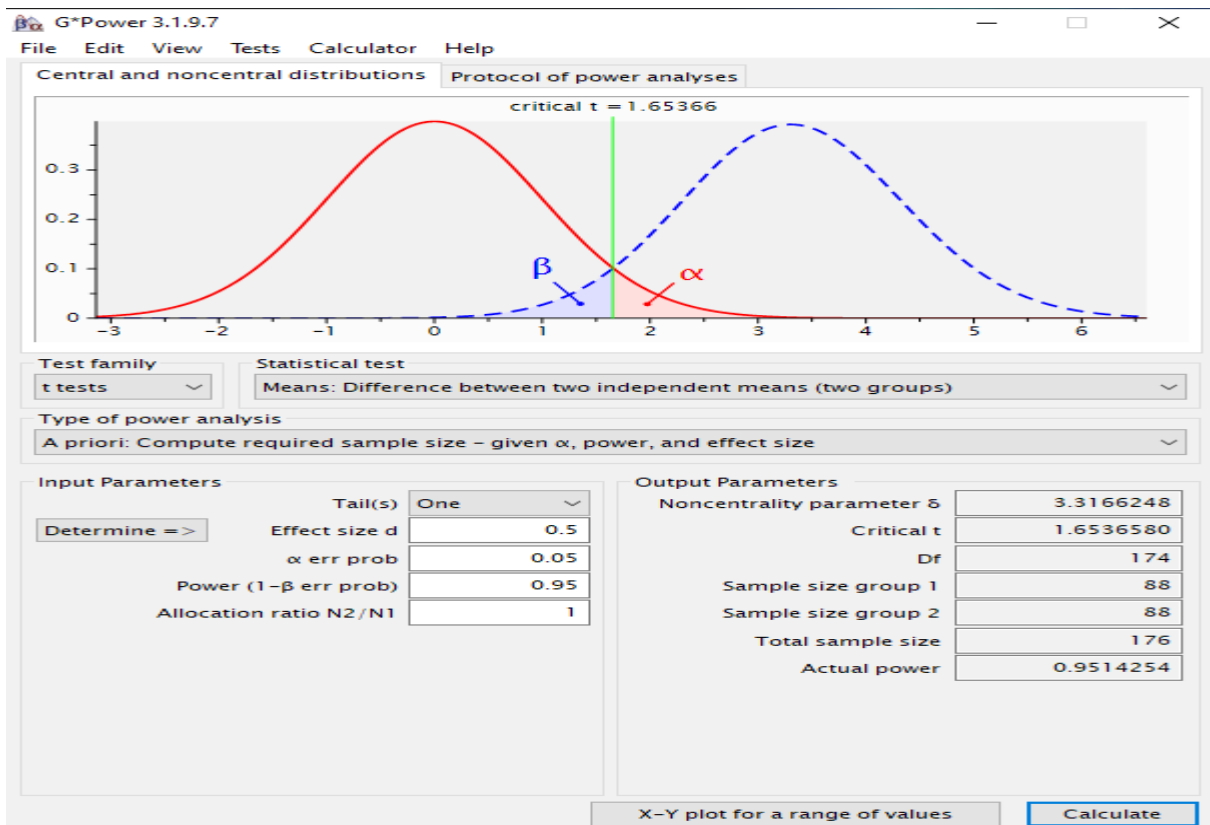 G*Power 3.1.9.7
File Edit View Tests Calculator Help
Central and noncentral distributions Protocol of power analyses
critical t = 1.65366
0.3
0.2
0.1
0
β α
-3 -2 -1 0 1 2 3 4 5 6
Test family Statistical test
t tests Means: Difference between two independent means (two groups)
Type of power analysis
A priori: Compute required sample size - given α, power, and effect size
Input Parameters
Tail(s) One
Determine => Effect size d 0.5
α err prob 0.05
Power (1-β err prob) 0.95
Allocation ratio N2/N1 1
Output Parameters
Noncentrality parameter δ 3.3166248
Critical t 1.6536580
Df 174
Sample size group 1 88
Sample size group 2 88
Total sample size 176
Actual power 0.9514254
X-Y plot for a range of values Calculate